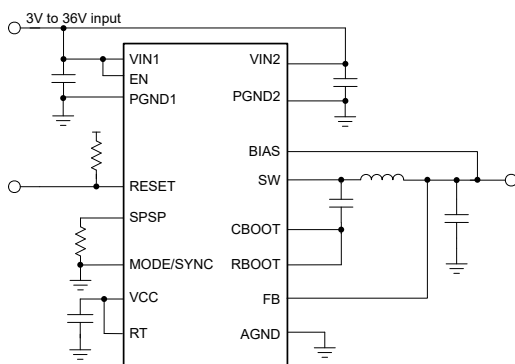 3V to 36V input
VIN1
EN
PGND1
RESET
SPSP
MODE/SYNC
VCC
RT
VIN2
PGND2
BIAS
SW
CBOOT
RBOOT
FB
AGND